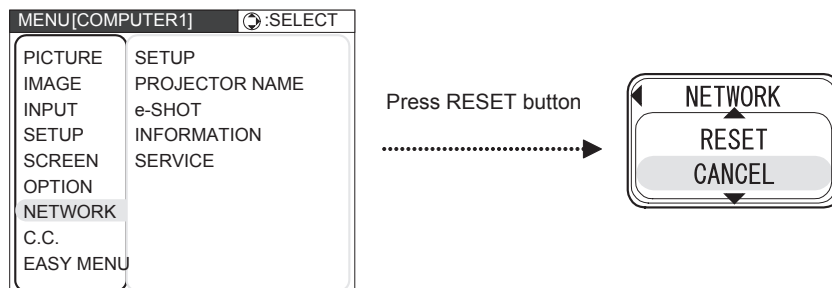 MENU[COMPUTER1] :SELECT
PICTURE SETUP
IMAGE PROJECTOR NAME
INPUT e-SHOT
SETUP INFORMATION
SCREEN SERVICE
OPTION
NETWORK
C.C.
EASY MENU
Press RESET button
NETWORK
RESET
CANCEL